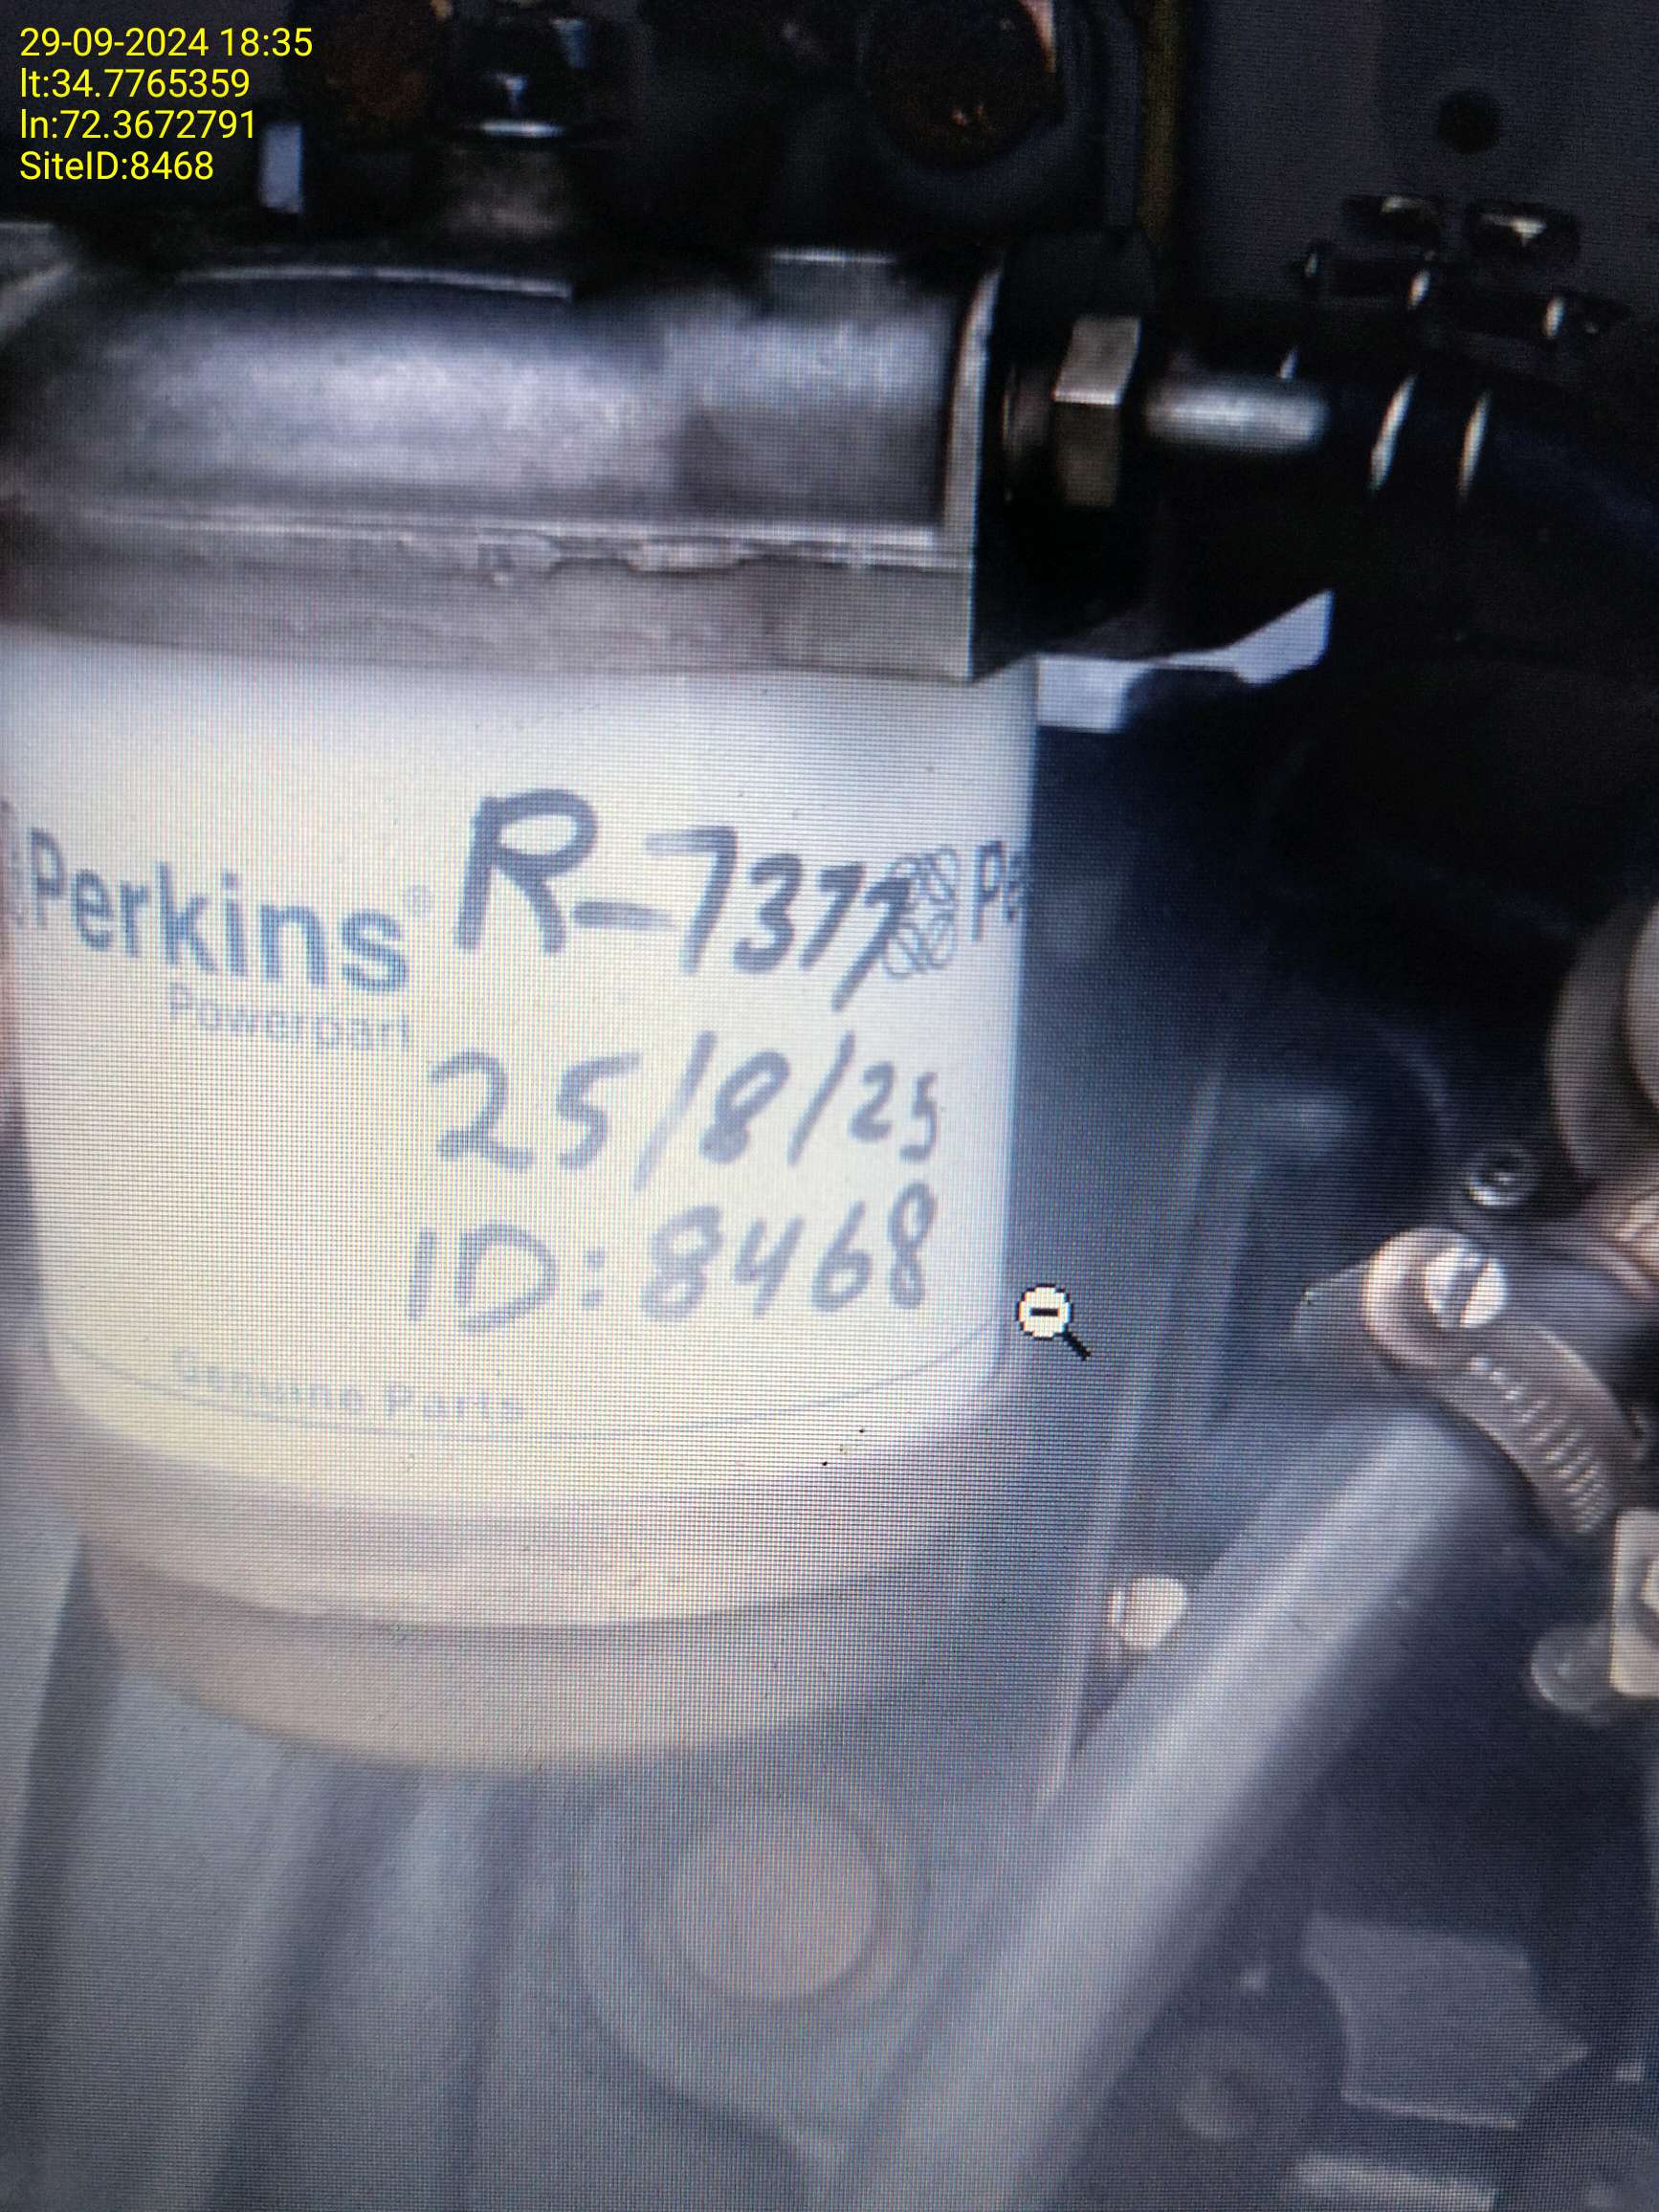 29-09-2024 18:35
lt:34.7765359
ln:72.3672791
SiteID:8468
Perkins® R-7377
Powerpart
25/8/25
ID:8468
Genuine Parts